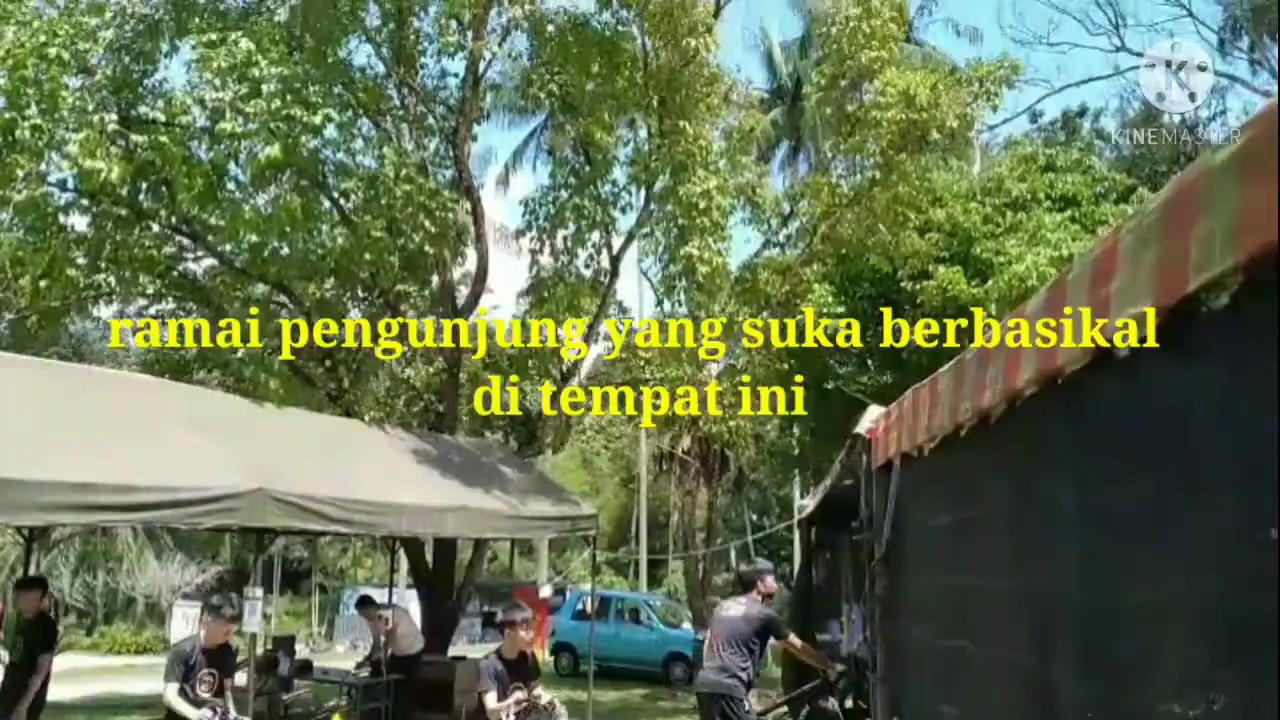 K
KINEMASTER
ramai pengunjung yang suka berbasikal
di tempat ini